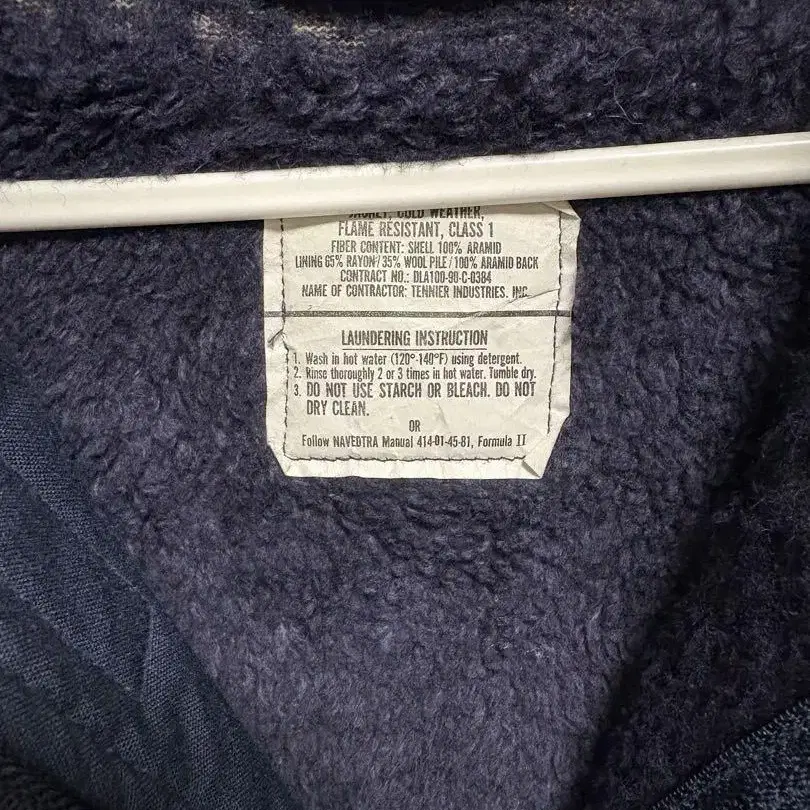 JACKET, COLD WEATHER,
FLAME RESISTANT, CLASS 1
FIBER CONTENT: SHELL 100% ARAMID
LINING 65% RAYON/35% WOOL PILE/100% ARAMID BACK
CONTRACT NO.: DLA100-90-C-0384
NAME OF CONTRACTOR: TENNIER INDUSTRIES. INC.
LAUNDERING INSTRUCTION
1. Wash in hot water (120°-140°F) using detergent.
2. Rinse thoroughly 2 or 3 times in hot water. Tumble dry.
3. DO NOT USE STARCH OR BLEACH. DO NOT
DRY CLEAN.
OR
Follow NAVEDTRA Manual 414-01-45-81, Formula II